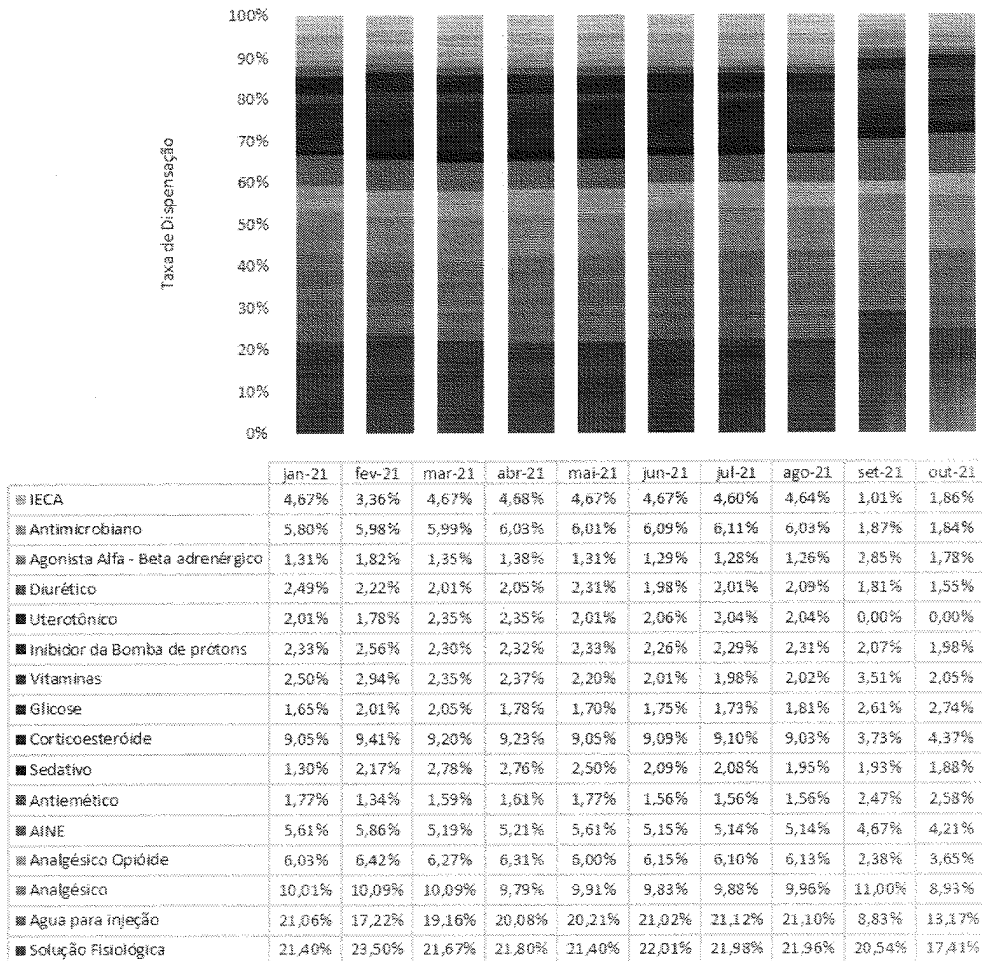 100%
90%
80%
70%
60%
50%
40%
30%
20%
10%
0%
Taxa de Dispensação
jan-21 fev-21 mar-21 abr-21 mai-21 jun-21 jul-21 ago-21 set-21 out-21
IECA 4,67% 3,36% 4,67% 4,68% 4,67% 4,67% 4,60% 4,64% 1,01% 1,86%
Antimicrobiano 5,80% 5,98% 5,99% 6,03% 6,01% 6,09% 6,11% 6,03% 1,87% 1,84%
Agonista Alfa - Beta adrenérgico 1,31% 1,82% 1,35% 1,38% 1,31% 1,29% 1,28% 1,26% 2,85% 1,78%
Diurético 2,49% 2,22% 2,01% 2,05% 2,31% 1,98% 2,01% 2,09% 1,81% 1,55%
Uterotônico 2,01% 1,78% 2,35% 2,35% 2,01% 2,06% 2,04% 2,04% 0,00% 0,00%
Inibidor da Bomba de prótons 2,33% 2,56% 2,30% 2,32% 2,33% 2,26% 2,29% 2,31% 2,07% 1,98%
Vitaminas 2,50% 2,94% 2,35% 2,37% 2,20% 2,01% 1,98% 2,02% 3,51% 2,05%
Glicose 1,65% 2,01% 2,05% 1,78% 1,70% 1,75% 1,73% 1,81% 2,61% 2,74%
Corticoesteróide 9,05% 9,41% 9,20% 9,23% 9,05% 9,09% 9,10% 9,03% 3,73% 4,37%
Sedativo 1,30% 2,17% 2,78% 2,76% 2,50% 2,09% 2,08% 1,95% 1,93% 1,88%
Antiemético 1,77% 1,34% 1,59% 1,61% 1,77% 1,56% 1,56% 1,56% 2,47% 2,58%
AINE 5,61% 5,86% 5,19% 5,21% 5,61% 5,15% 5,14% 5,14% 4,67% 4,21%
Analgésico Opióide 6,03% 6,42% 6,27% 6,31% 6,00% 6,15% 6,10% 6,13% 2,38% 3,65%
Analgésico 10,01% 10,09% 10,09% 9,79% 9,91% 9,83% 9,88% 9,96% 11,00% 8,93%
Agua para injeção 21,06% 17,22% 19,16% 20,08% 20,21% 21,02% 21,12% 21,10% 8,83% 13,17%
Solução Fisiológica 21,40% 23,50% 21,67% 21,80% 21,40% 22,01% 21,98% 21,96% 20,54% 17,41%